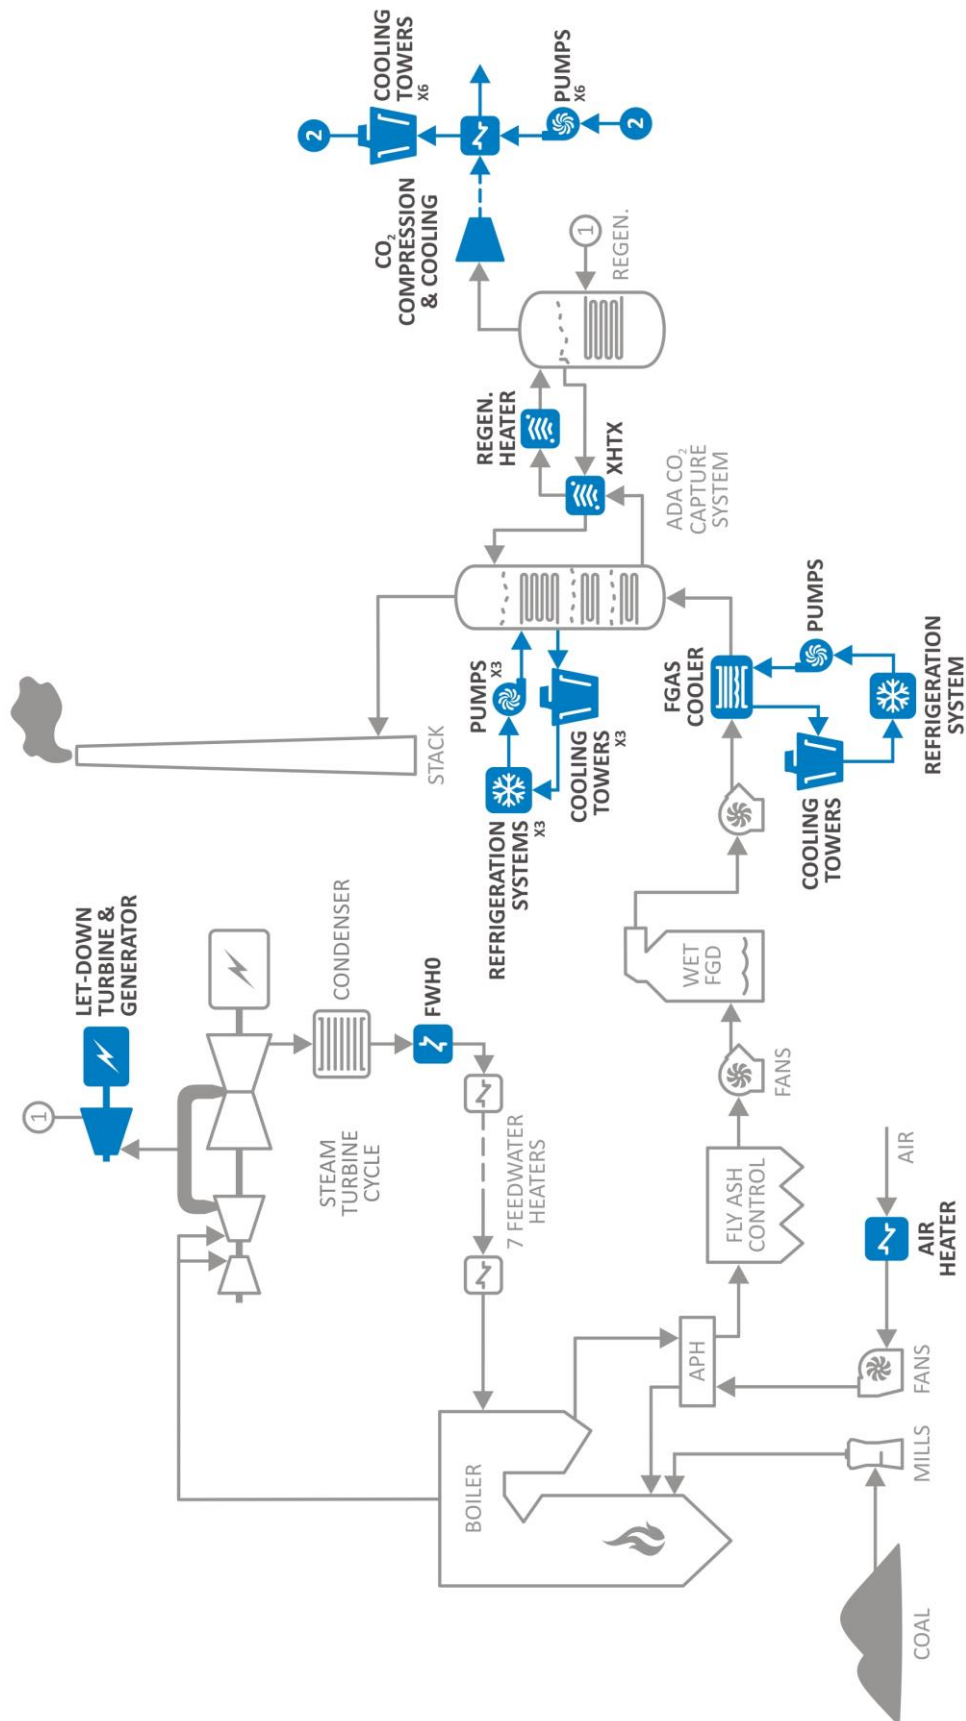 LET-DOWN
TURBINE &
GENERATOR
1
STEAM
TURBINE
CYCLE
CONDENSER
FWH0
7 FEEDWATER
HEATERS
BOILER
COAL
MILLS
FANS
AIR
HEATER
AIR
APH
FLY ASH
CONTROL
FANS
WET
FGD
STACK
REFRIGERATION
SYSTEMS
X3
PUMPS
X3
COOLING
TOWERS
X3
FGAS
COOLER
COOLING
TOWERS
PUMPS
REFRIGERATION
SYSTEM
ADA CO₂
CAPTURE
SYSTEM
XHTX
REGEN.
HEATER
1
REGEN.
CO₂
COMPRESSION
& COOLING
2
COOLING
TOWERS
X6
PUMPS
X6
2